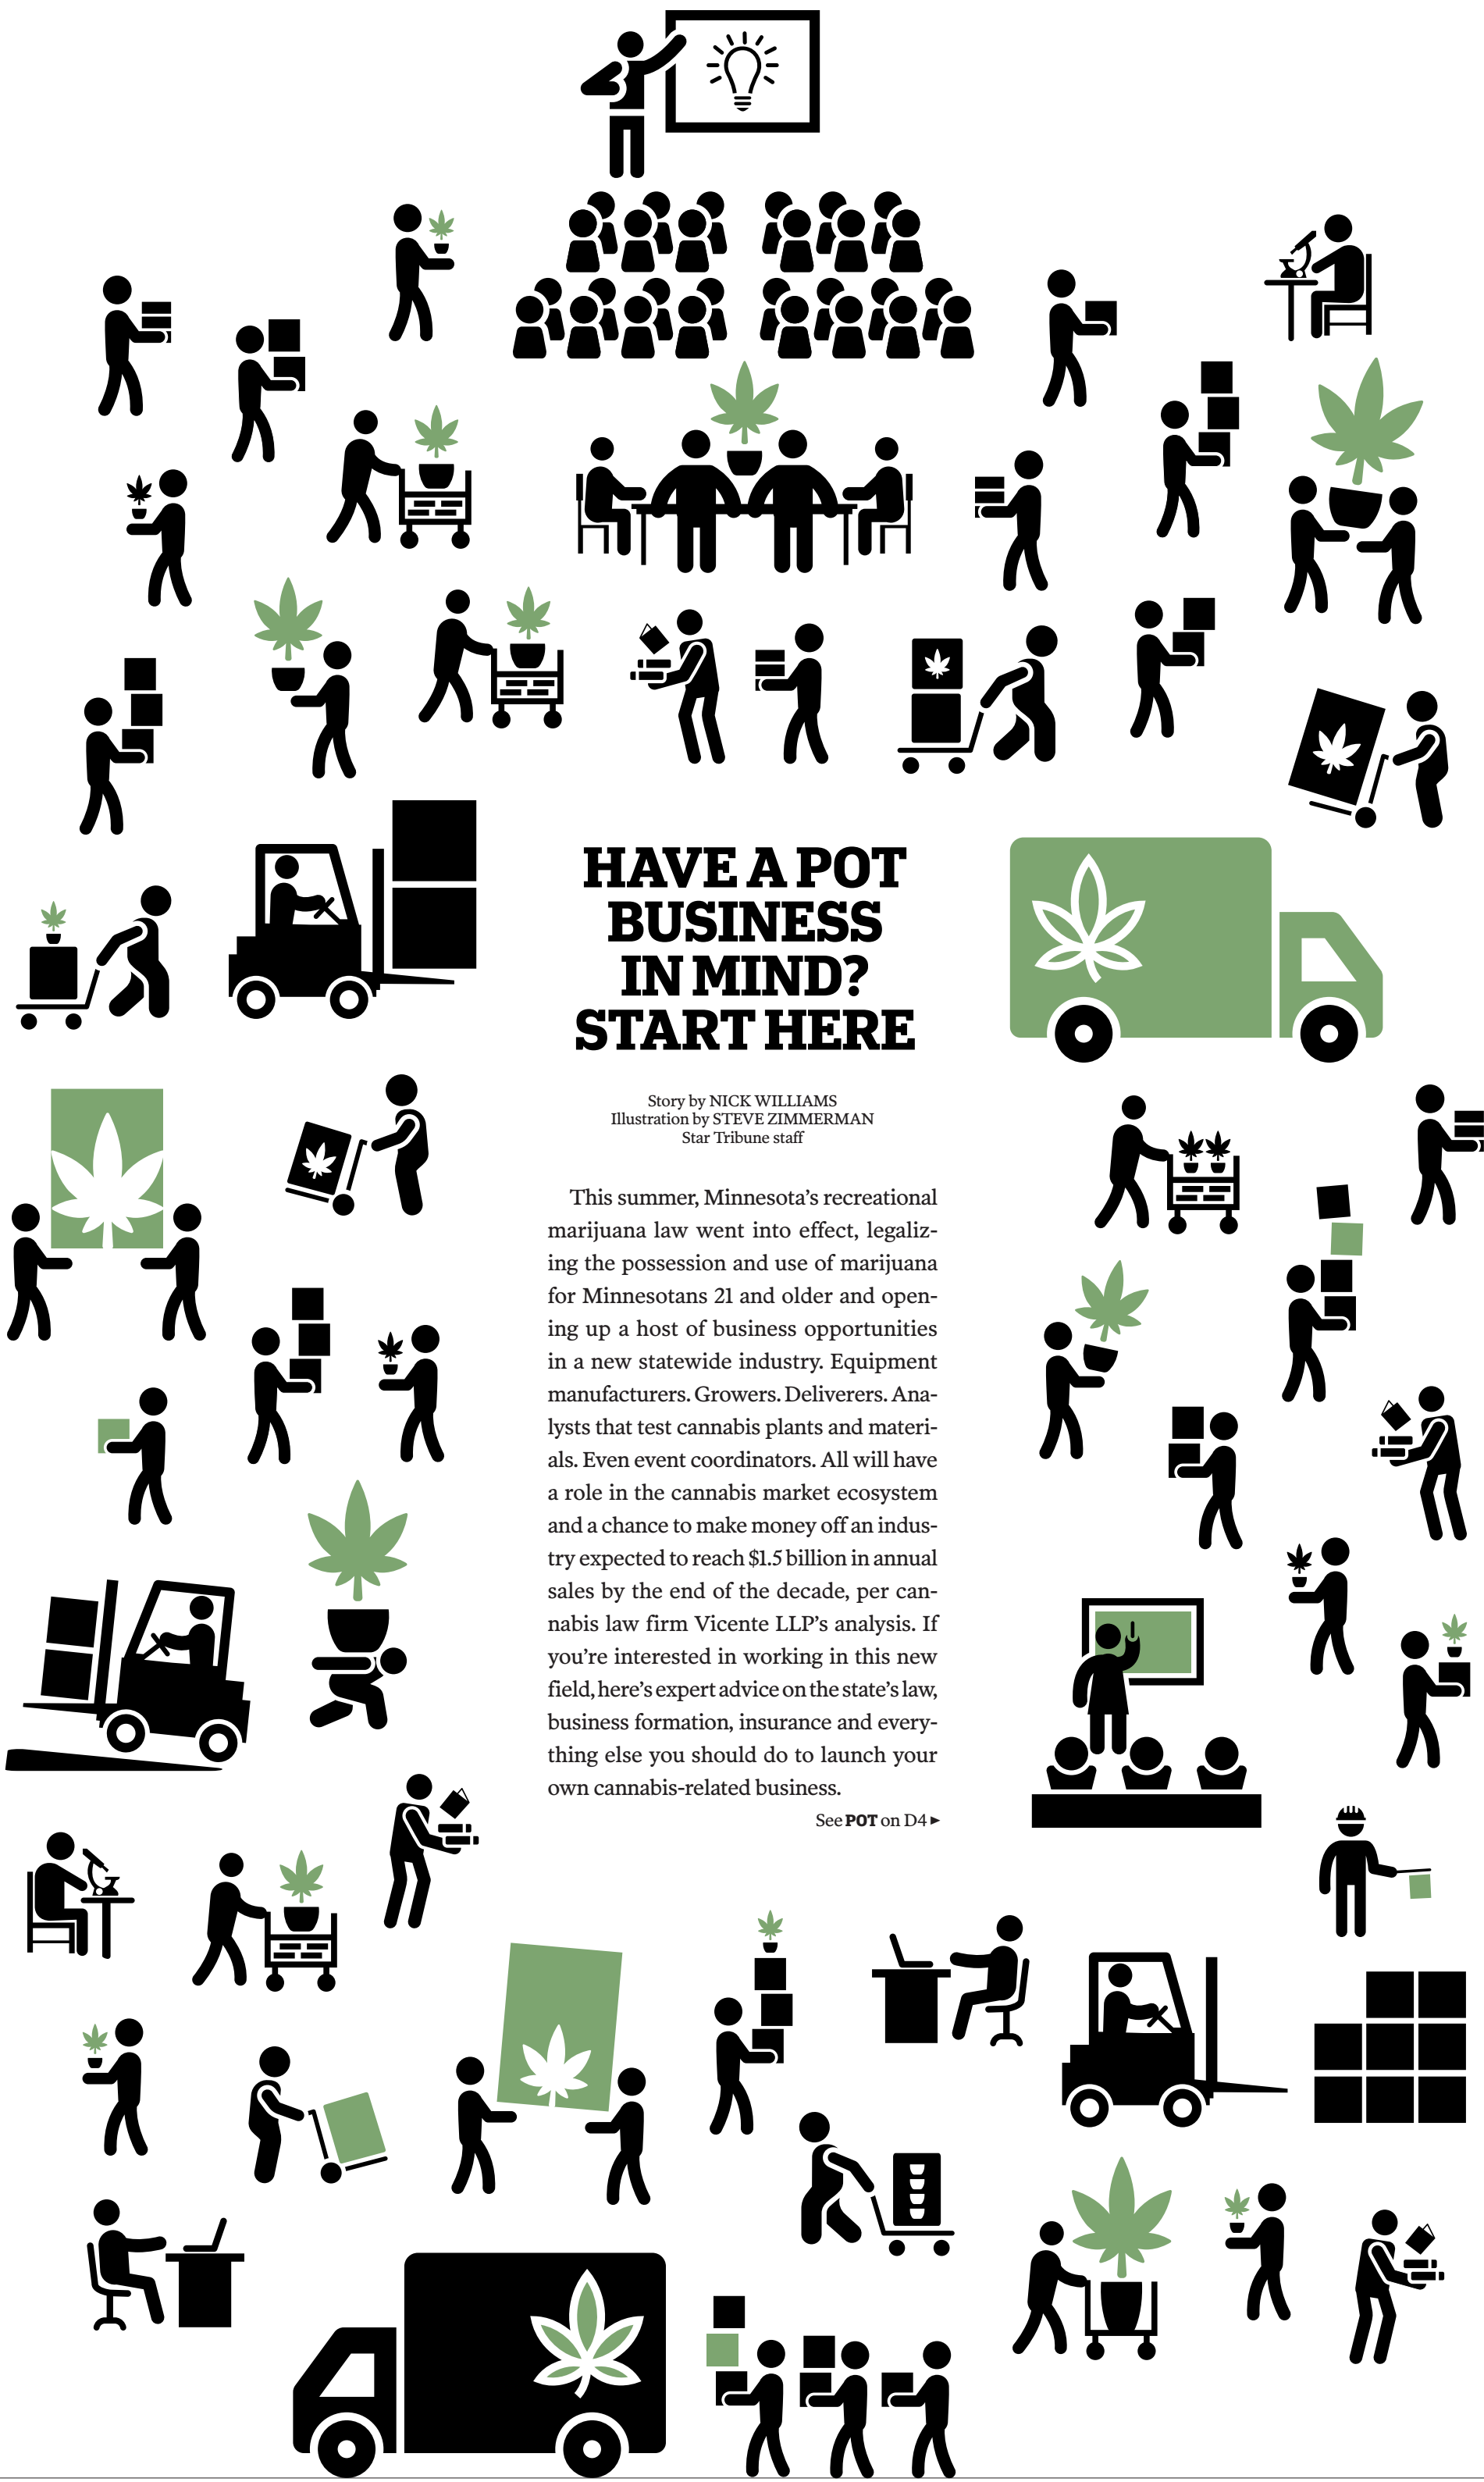 HAVE A POT
BUSINESS
IN MIND?
START HERE
Story by NICK WILLIAMS
Illustration by STEVE ZIMMERMAN
Star Tribune staff
This summer, Minnesota’s recreational
marijuana law went into effect, legaliz-
ing the possession and use of marijuana
for Minnesotans 21 and older and open-
ing up a host of business opportunities
in a new statewide industry. Equipment
manufacturers. Growers. Deliverers. Ana-
lysts that test cannabis plants and materi-
als. Even event coordinators. All will have
a role in the cannabis market ecosystem
and a chance to make money off an indus-
try expected to reach $1.5 billion in annual
sales by the end of the decade, per can-
nabis law firm Vicente LLP’s analysis. If
you’re interested in working in this new
field, here’s expert advice on the state’s law,
business formation, insurance and every-
thing else you should do to launch your
own cannabis-related business.
See POT on D4 ►